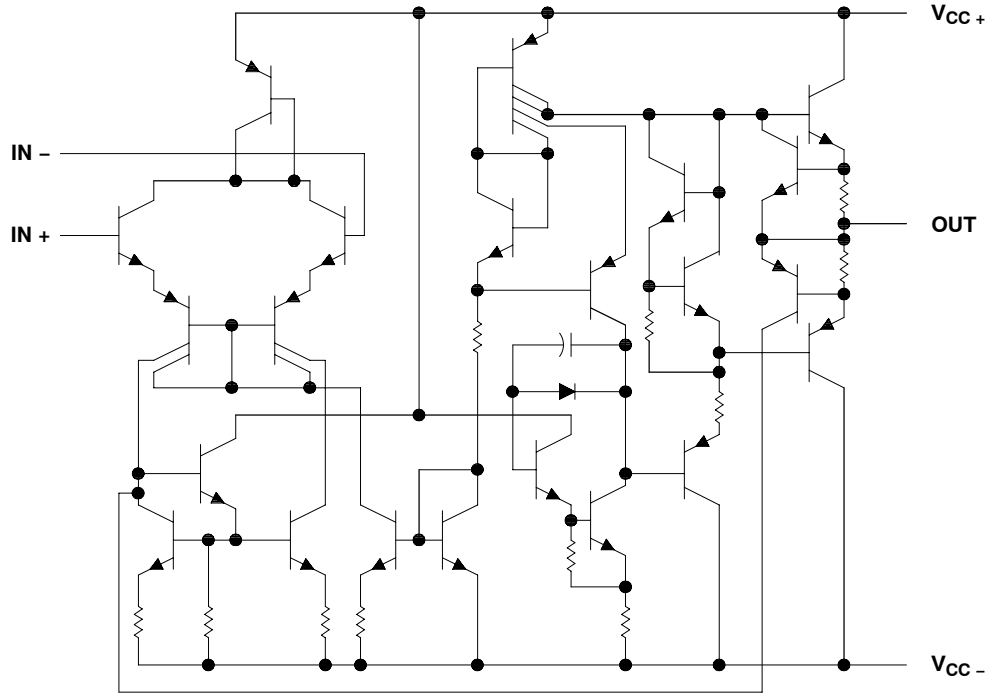 VCC +
IN −
IN +
OUT
VCC −